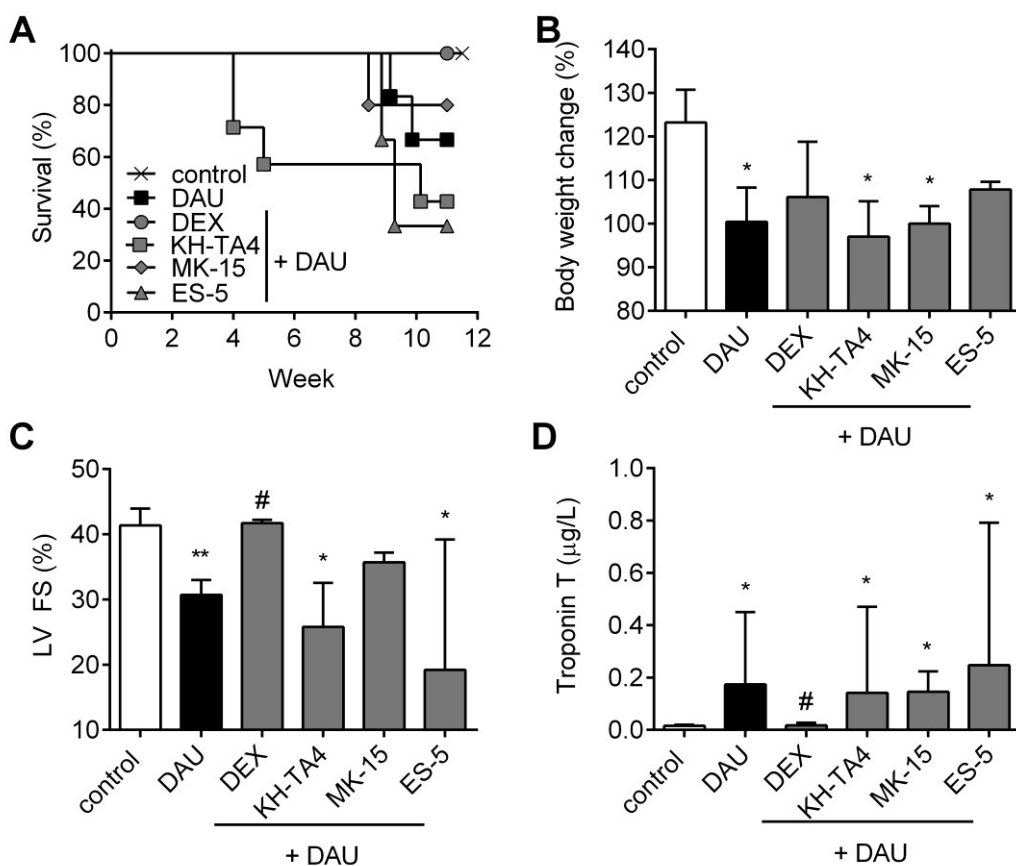 A
Survival (%)
100
80
60
40
20
0
control
DAU
DEX
KH-TA4
MK-15
ES-5
+ DAU
0 2 4 6 8 10 12
Week
B
Body weight change (%)
140
130
120
110
100
90
80
* * *
control DAU DEX KH-TA4 MK-15 ES-5
+ DAU
C
LV FS (%)
50
40
30
20
10
** # * *
control DAU DEX KH-TA4 MK-15 ES-5
+ DAU
D
Troponin T (μg/L)
1.0
0.8
0.6
0.4
0.2
0.0
* # * * *
control DAU DEX KH-TA4 MK-15 ES-5
+ DAU